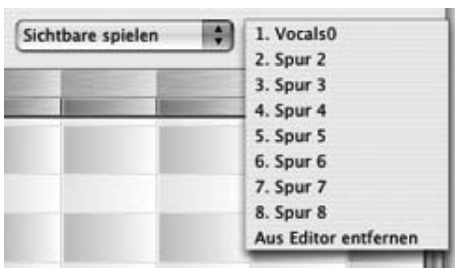 Sichtbare spielen
1. Vocals0
2. Spur 2
3. Spur 3
4. Spur 4
5. Spur 5
6. Spur 6
7. Spur 7
8. Spur 8
Aus Editor entfernen